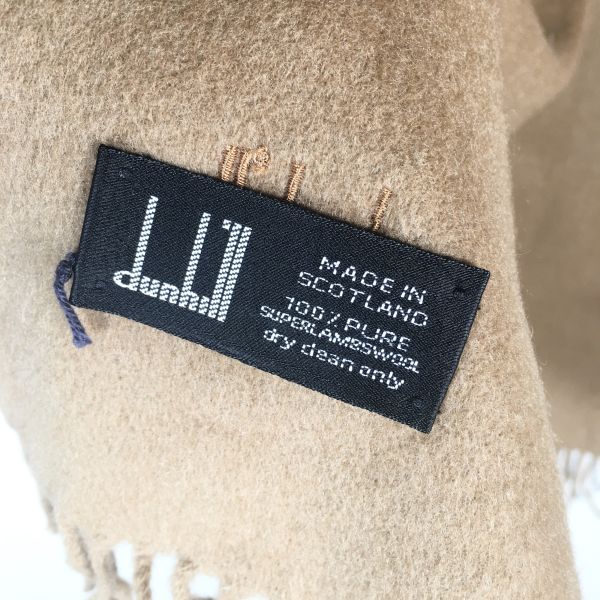 dunhill
MADE IN
SCOTLAND
100% PURE
SUPERLAMBSWOOL
dry clean only